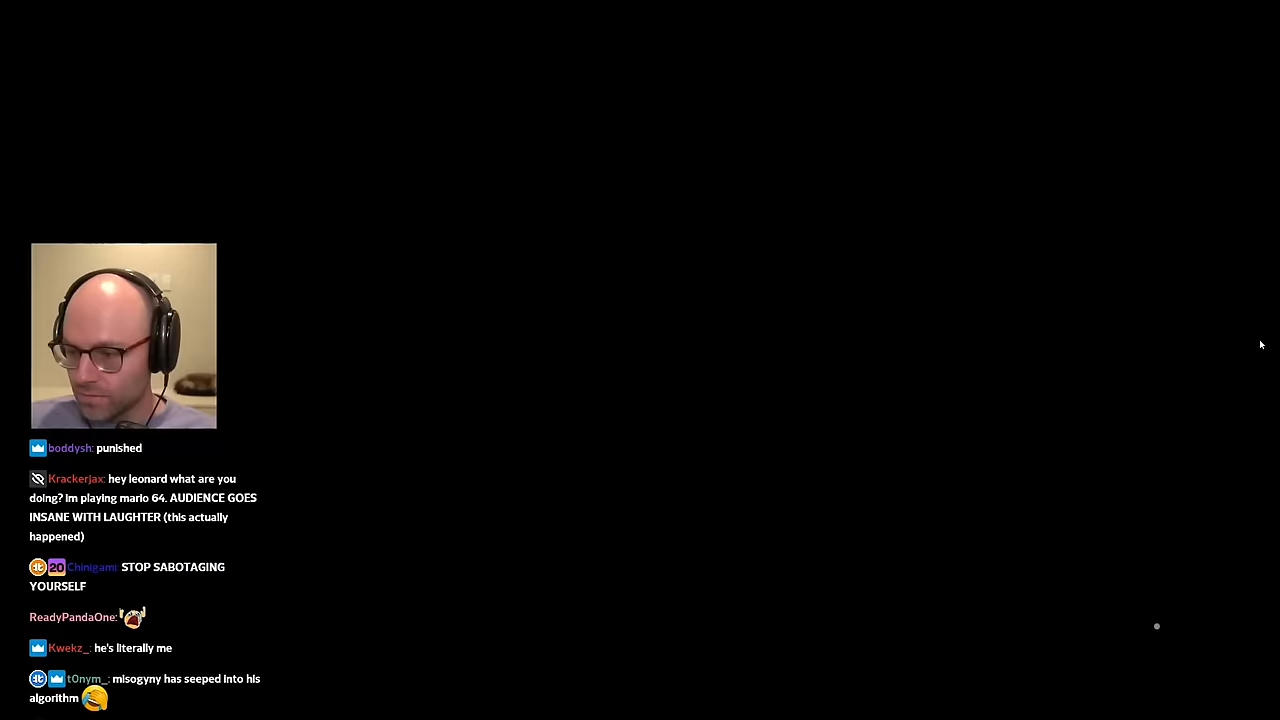 boddysh: punished
Krackerjax: hey leonard what are you
doing? im playing mario 64. AUDIENCE GOES
INSANE WITH LAUGHTER (this actually
happened)
20 Chinigami: STOP SABOTAGING
YOURSELF
ReadyPandaOne:
Kwekz_: he's literally me
t0nym_: misogyny has seeped into his
algorithm